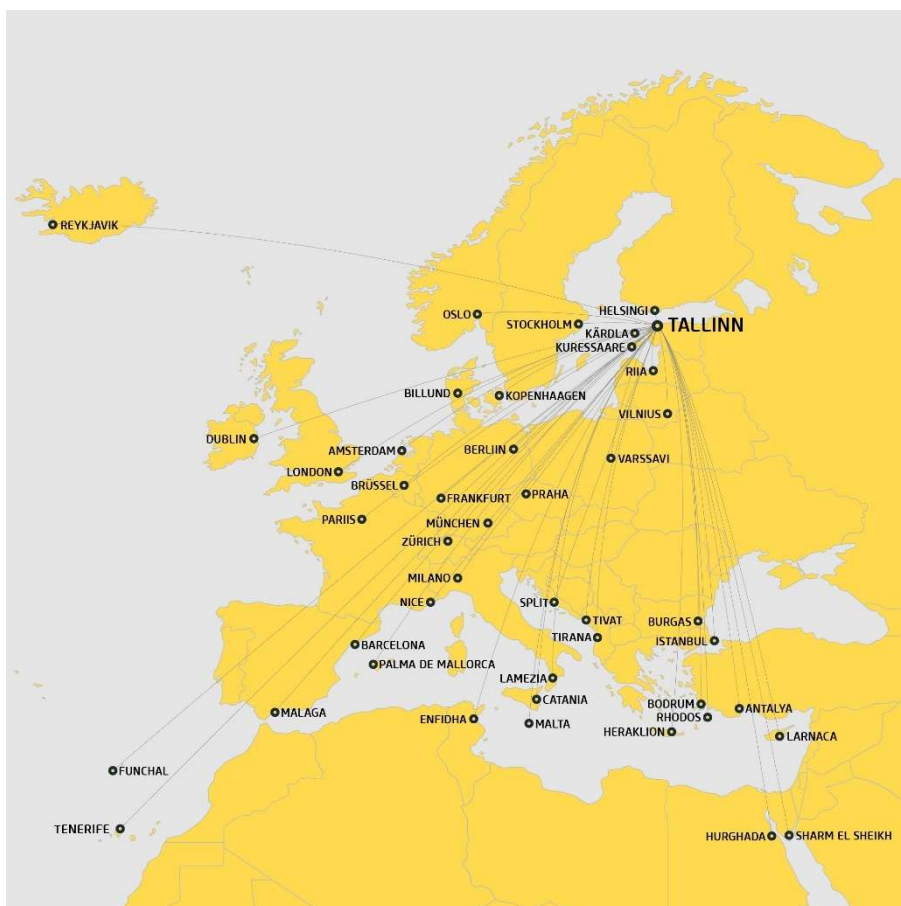 REYKJAVIK
HELSINGI
OSLO
STOCKHOLM
TALLINN
KÄRDLA
KURESSAARE
RIIA
BILLUND
KOPENHAAGEN
VILNIUS
DUBLIN
AMSTERDAM
BERLIIN
VARSSAVI
LONDON
BRÜSSEL
FRANKFURT
PRAHA
PARIIS
MÜNCHEN
ZÜRICH
MILANO
NICE
SPLIT
TIVAT
BURGAS
TIRANA
ISTANBUL
BARCELONA
PALMA DE MALLORCA
LAMEZIA
CATANIA
BODRUM
ANTALYA
MALAGA
ENFIDHA
MALTA
RHODOS
HERAKLION
LARNACA
FUNCHAL
TENERIFE
HURGHADA
SHARM EL SHEIKH